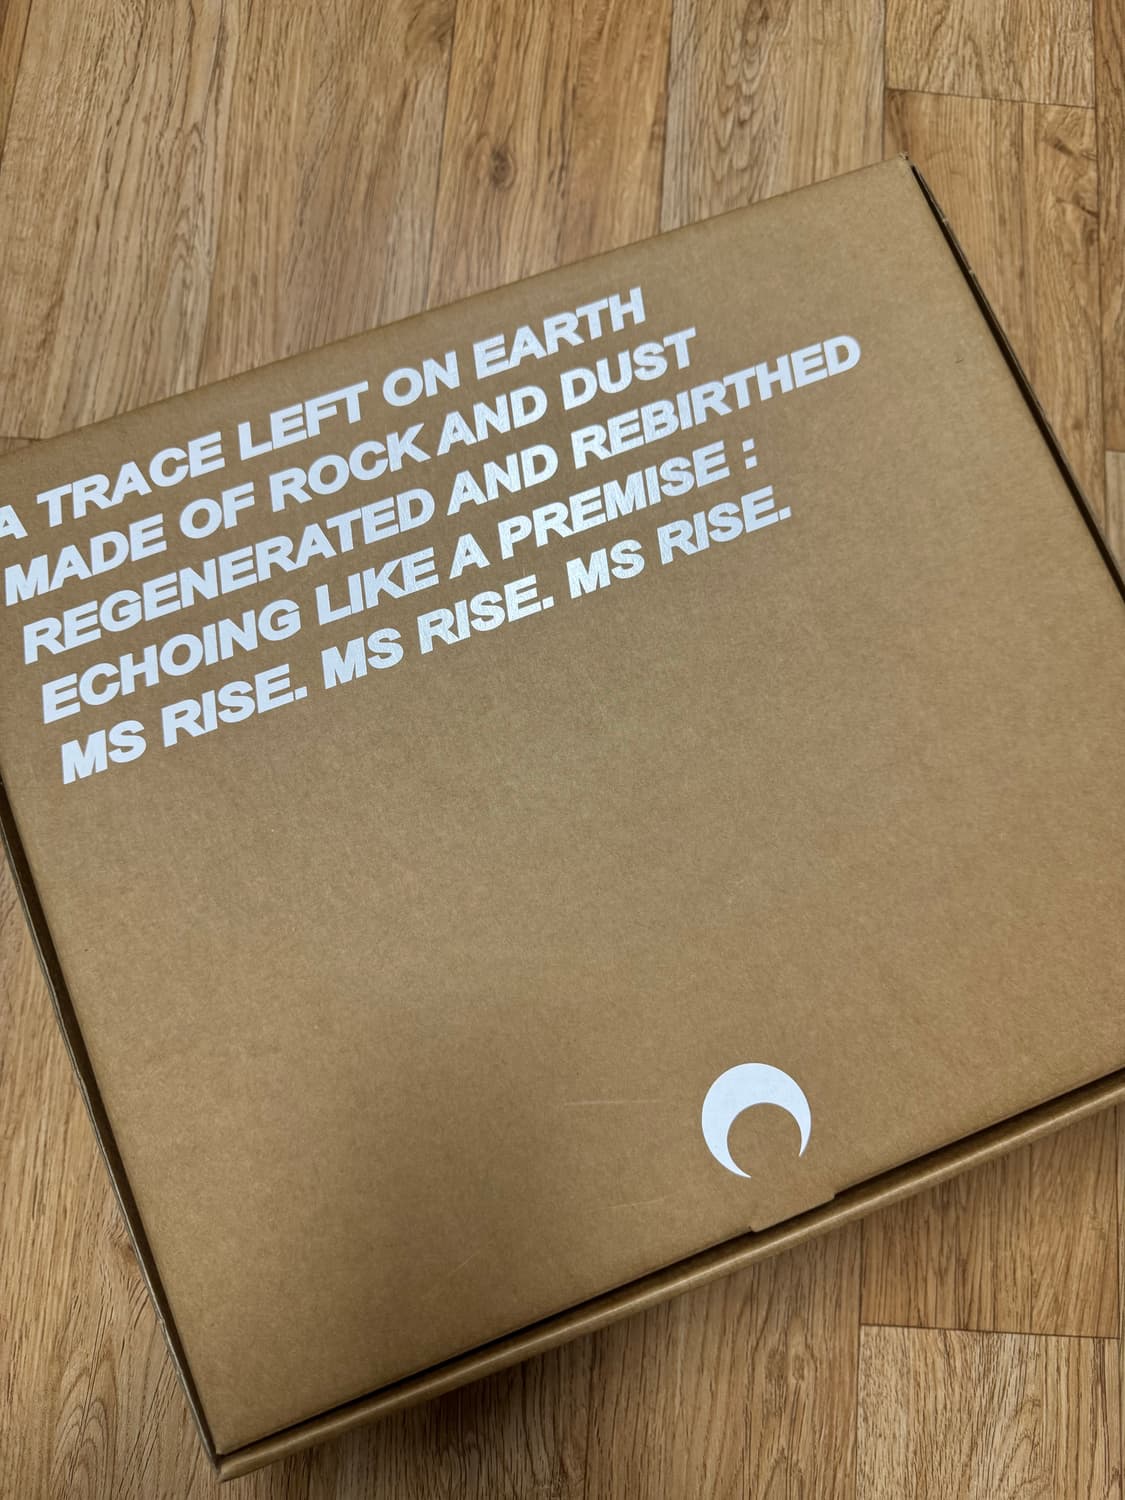 A TRACE LEFT ON EARTH
MADE OF ROCK AND DUST
REGENERATED AND REBIRTHED
ECHOING LIKE A PREMISE :
MS RISE. MS RISE. MS RISE.